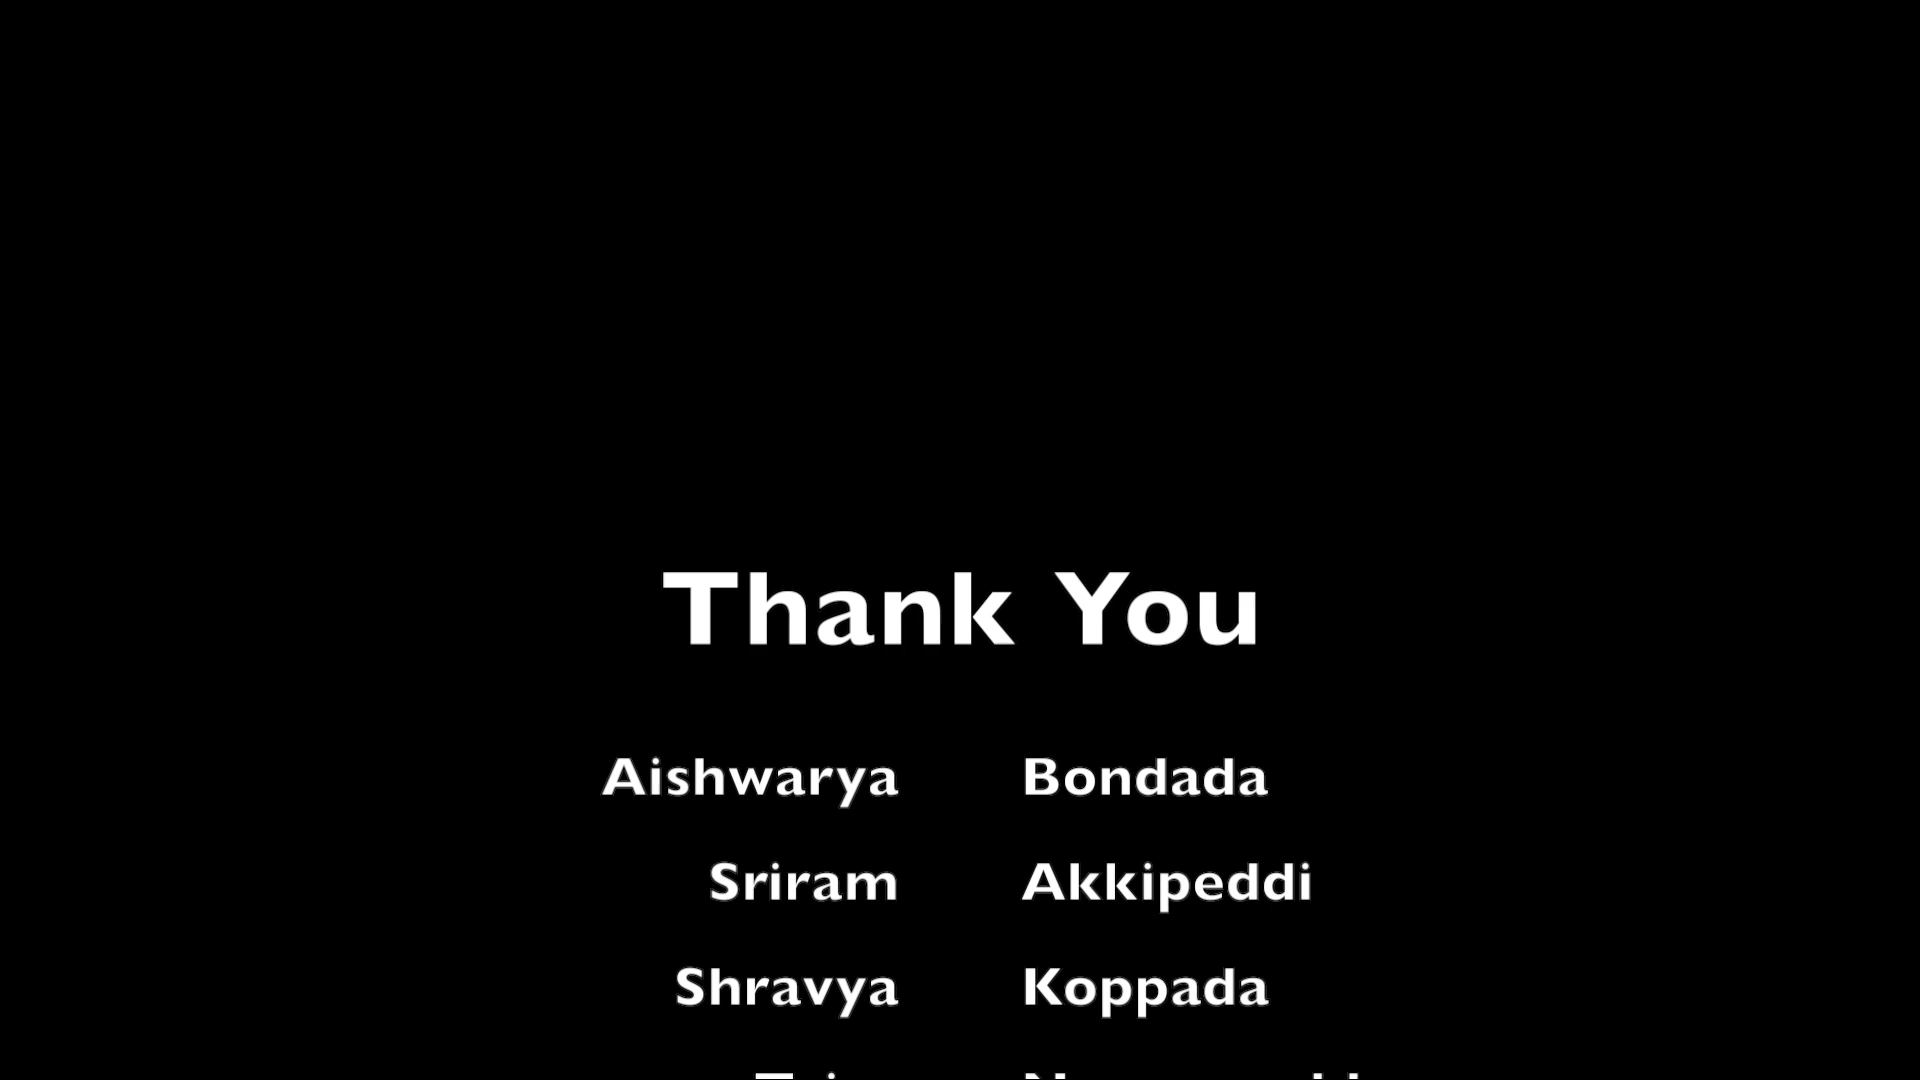 Thank You
Aishwarya Bondada
Sriram Akkipeddi
Shravya Koppada